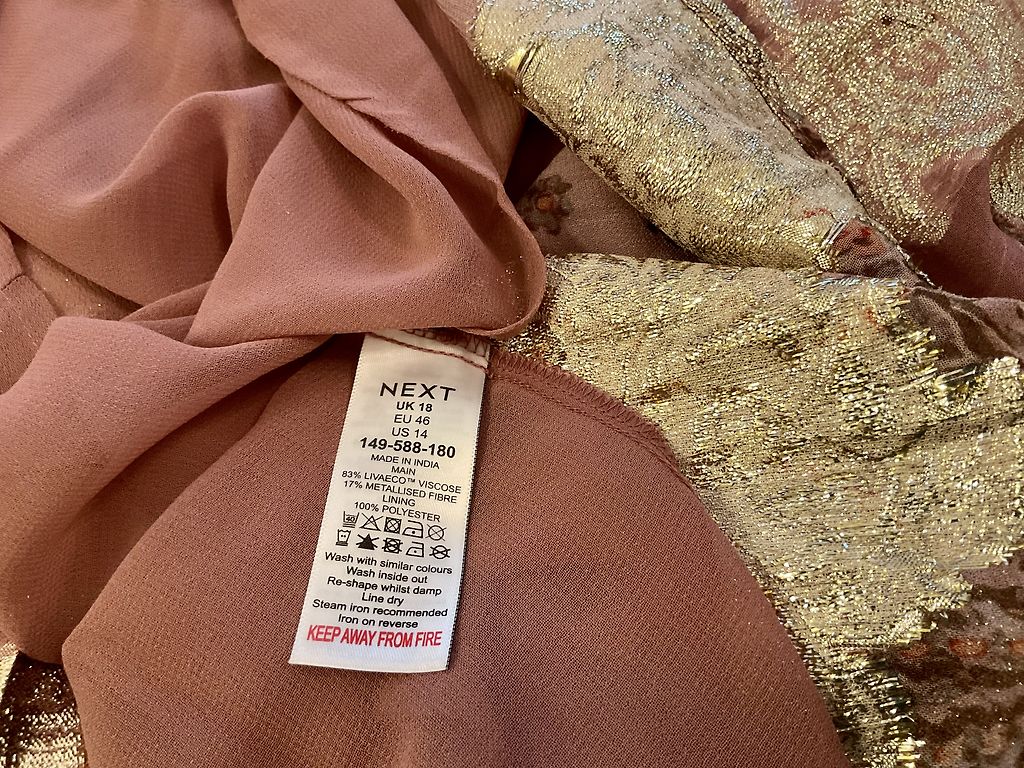 NEXT
UK 18
EU 46
US 14
149-588-180
MADE IN INDIA
MAIN
83% LIVAECO™ VISCOSE
17% METALLISED FIBRE
LINING
100% POLYESTER
40
Wash with similar colours
Wash inside out
Re-shape whilst damp
Line dry
Steam iron recommended
Iron on reverse
KEEP AWAY FROM FIRE